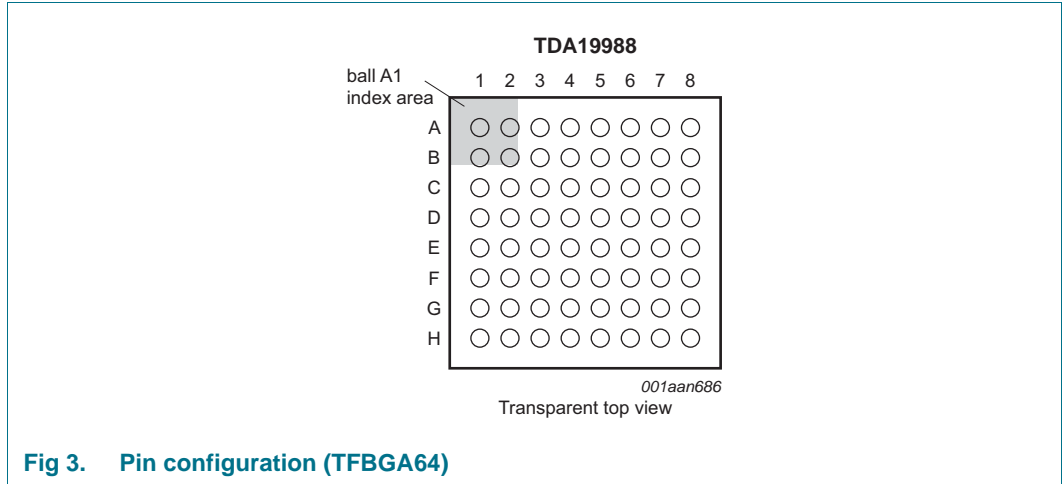 TDA19988
ball A1
index area
1 2 3 4 5 6 7 8
A
B
C
D
E
F
G
H
001aan686
Transparent top view
Fig 3. Pin configuration (TFBGA64)